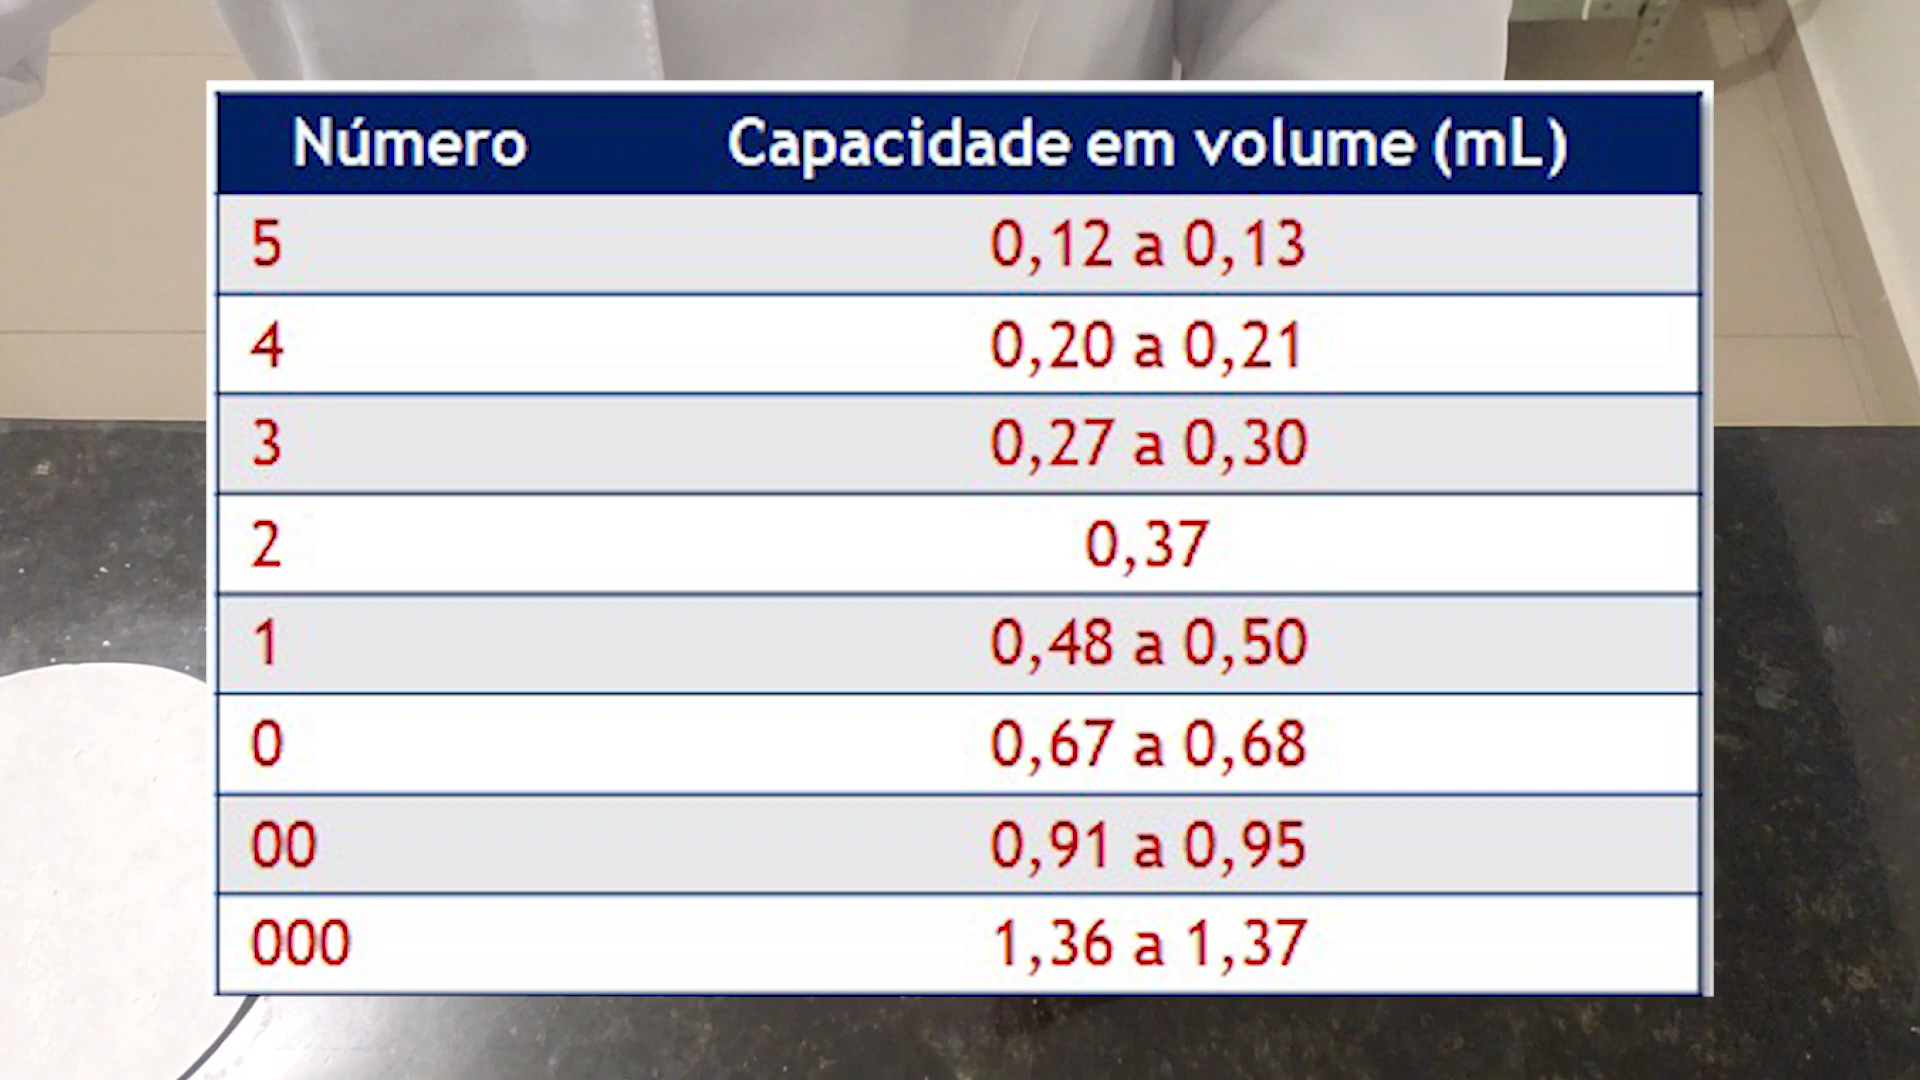 Número Capacidade em volume (mL)
5 0,12 a 0,13
4 0,20 a 0,21
3 0,27 a 0,30
2 0,37
1 0,48 a 0,50
0 0,67 a 0,68
00 0,91 a 0,95
000 1,36 a 1,37